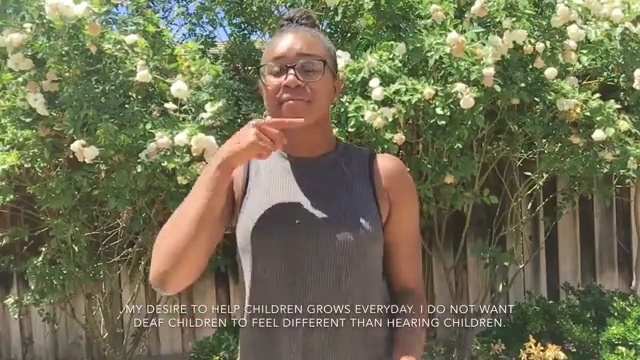 MY DESIRE TO HELP CHILDREN GROWS EVERYDAY. I DO NOT WANT
DEAF CHILDREN TO FEEL DIFFERENT THAN HEARING CHILDREN.